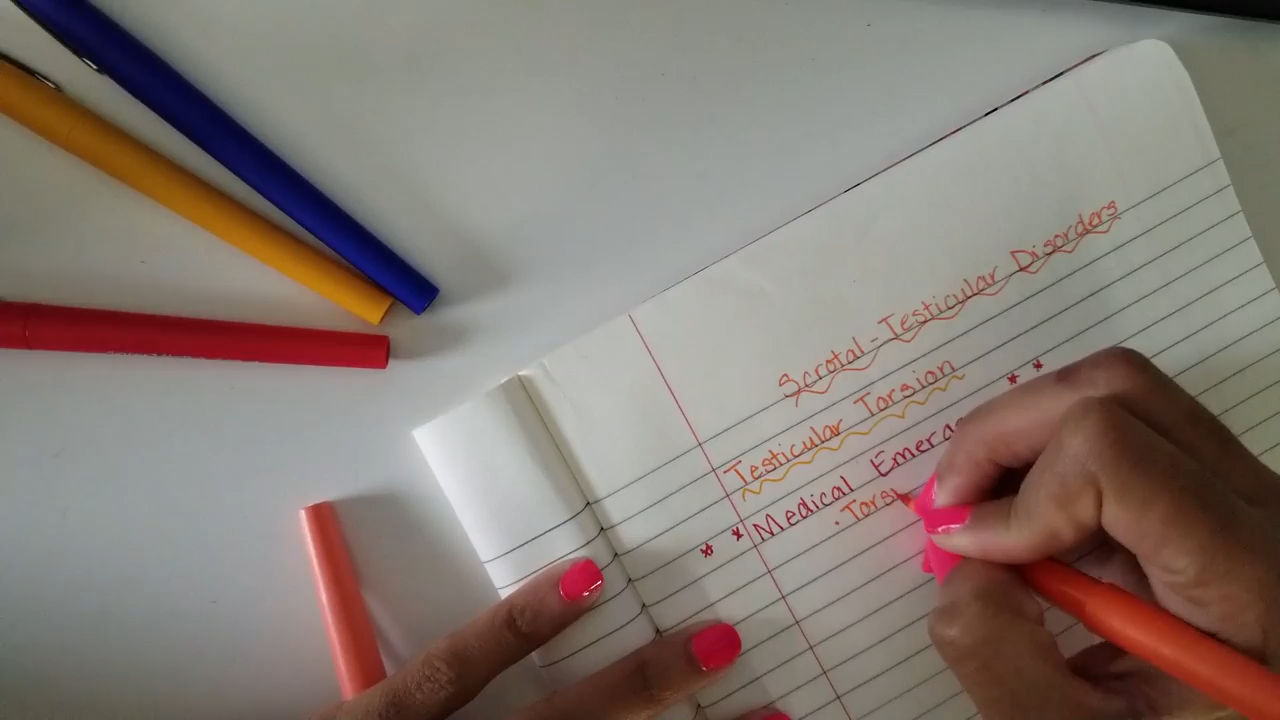 Scrotal-Testicular Disorders
Testicular Torsion
** Medical **